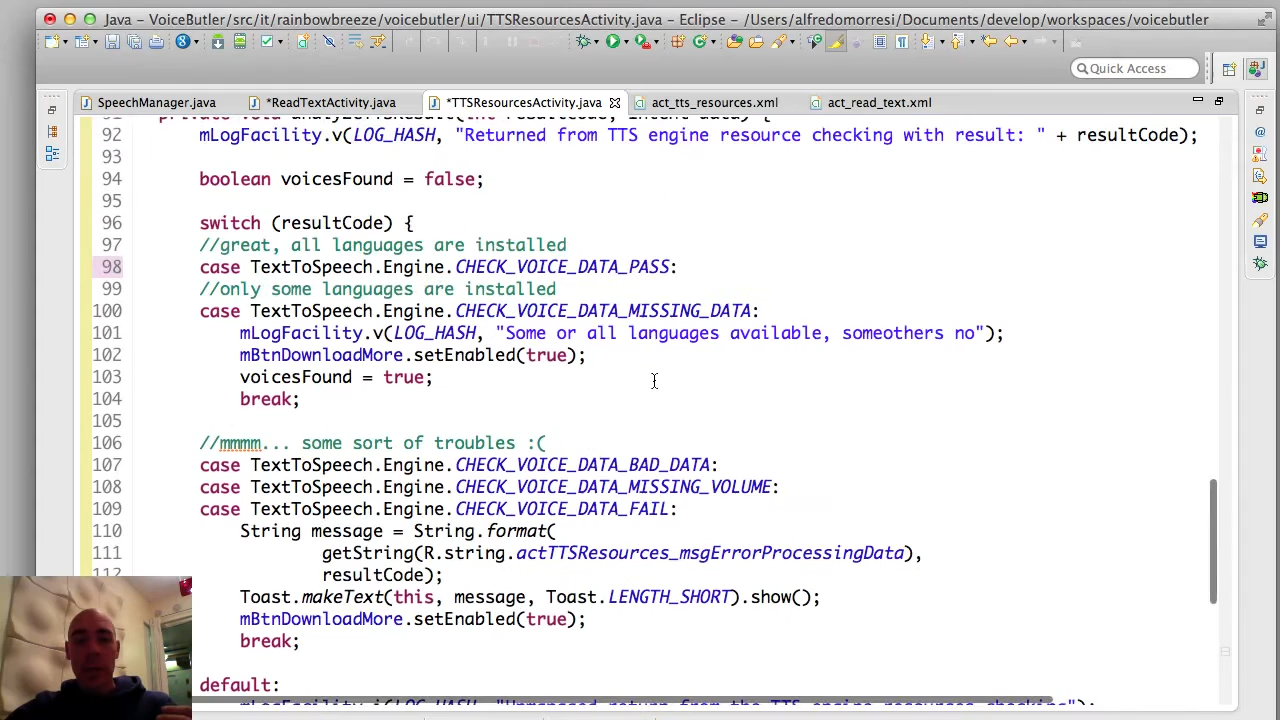 Java – VoiceButler/src/it/rainbowbreeze/voicebutler/ui/TTSResourcesActivity.java – Eclipse – /Users/alfredomorresi/Documents/develop/workspaces/voicebutler
Quick Access
SpeechManager.java *ReadTextActivity.java *TTSResourcesActivity.java act_tts_resources.xml act_read_text.xml
92 mLogFacility.v(LOG_HASH, "Returned from TTS engine resource checking with result: " + resultCode);
93
94 boolean voicesFound = false;
95
96 switch (resultCode) {
97 //great, all languages are installed
98 case TextToSpeech.Engine.CHECK_VOICE_DATA_PASS:
99 //only some languages are installed
100 case TextToSpeech.Engine.CHECK_VOICE_DATA_MISSING_DATA:
101 mLogFacility.v(LOG_HASH, "Some or all languages available, someothers no");
102 mBtnDownloadMore.setEnabled(true);
103 voicesFound = true;
104 break;
105
106 //mmmm... some sort of troubles :(
107 case TextToSpeech.Engine.CHECK_VOICE_DATA_BAD_DATA:
108 case TextToSpeech.Engine.CHECK_VOICE_DATA_MISSING_VOLUME:
109 case TextToSpeech.Engine.CHECK_VOICE_DATA_FAIL:
110 String message = String.format(
111 getString(R.string.actTTSResources_msgErrorProcessingData),
112 resultCode);
Toast.makeText(this, message, Toast.LENGTH_SHORT).show();
mBtnDownloadMore.setEnabled(true);
break;
default: